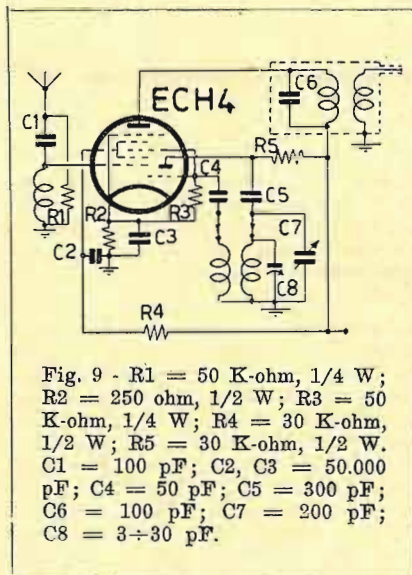 C6
ECH4
C1
R5
C4
R1
R2
R3
C5
C7
C2
C3
C8
R4
Fig. 9 - R1 = 50 K-ohm, 1/4 W;
R2 = 250 ohm, 1/2 W; R3 = 50
K-ohm, 1/4 W; R4 = 30 K-ohm,
1/2 W; R5 = 30 K-ohm, 1/2 W.
C1 = 100 pF; C2, C3 = 50.000
pF; C4 = 50 pF; C5 = 300 pF;
C6 = 100 pF; C7 = 200 pF;
C8 = 3÷30 pF.